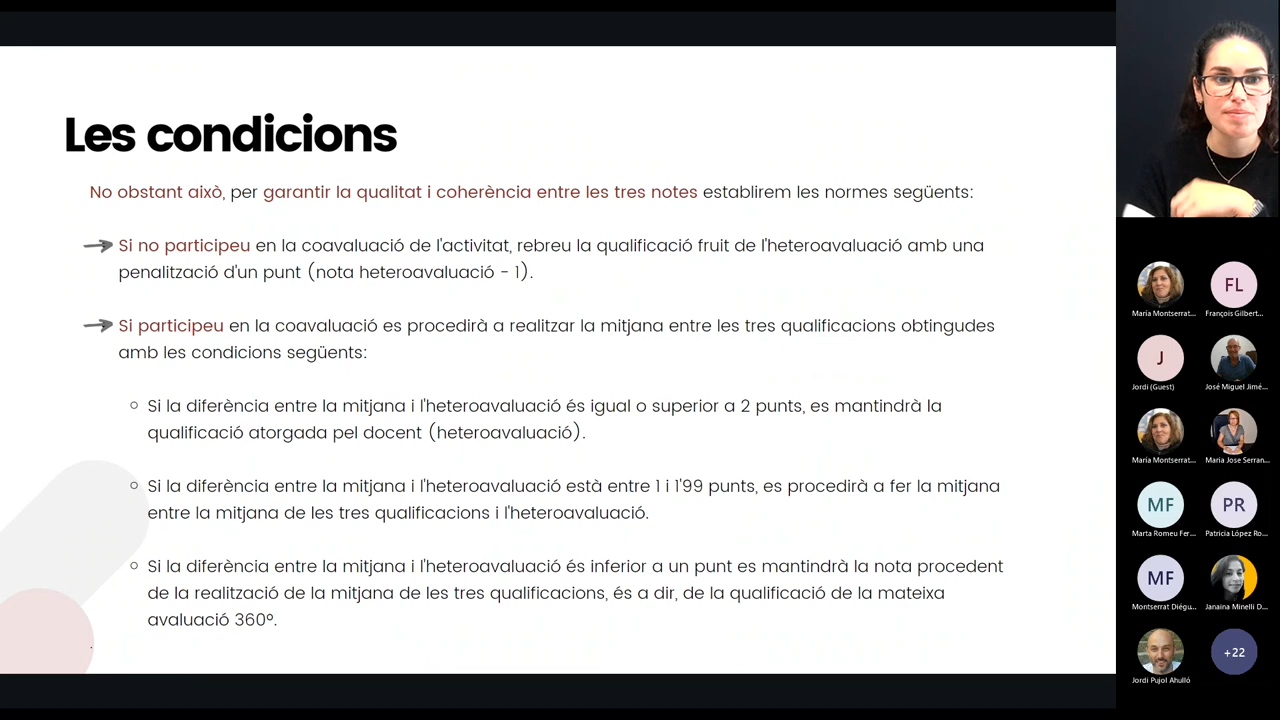 Les condicions
No obstant això, per garantir la qualitat i coherència entre les tres notes establirem les normes següents:
Si no participeu en la coavaluació de l'activitat, rebreu la qualificació fruit de l'heteroavaluació amb una
penalització d'un punt (nota heteroavaluació - 1).
Si participeu en la coavaluació es procedirà a realitzar la mitjana entre les tres qualificacions obtingudes
amb les condicions següents:
Si la diferència entre la mitjana i l'heteroavaluació és igual o superior a 2 punts, es mantindrà la
qualificació atorgada pel docent (heteroavaluació).
Si la diferència entre la mitjana i l'heteroavaluació està entre 1 i 1'99 punts, es procedirà a fer la mitjana
entre la mitjana de les tres qualificacions i l'heteroavaluació.
Si la diferència entre la mitjana i l'heteroavaluació és inferior a un punt es mantindrà la nota procedent
de la realització de la mitjana de les tres qualificacions, és a dir, de la qualificació de la mateixa
avaluació 360º.
FL
María Montserrat... François Gilbert...
J
Jordi (Guest) José Miguel Jimé...
María Montserrat... Maria Jose Serran...
MF PR
Marta Romeu Fer... Patricia López Ro...
MF
Montserrat Diégu... Janaina Minelli D...
+22
Jordi Pujol Ahulló